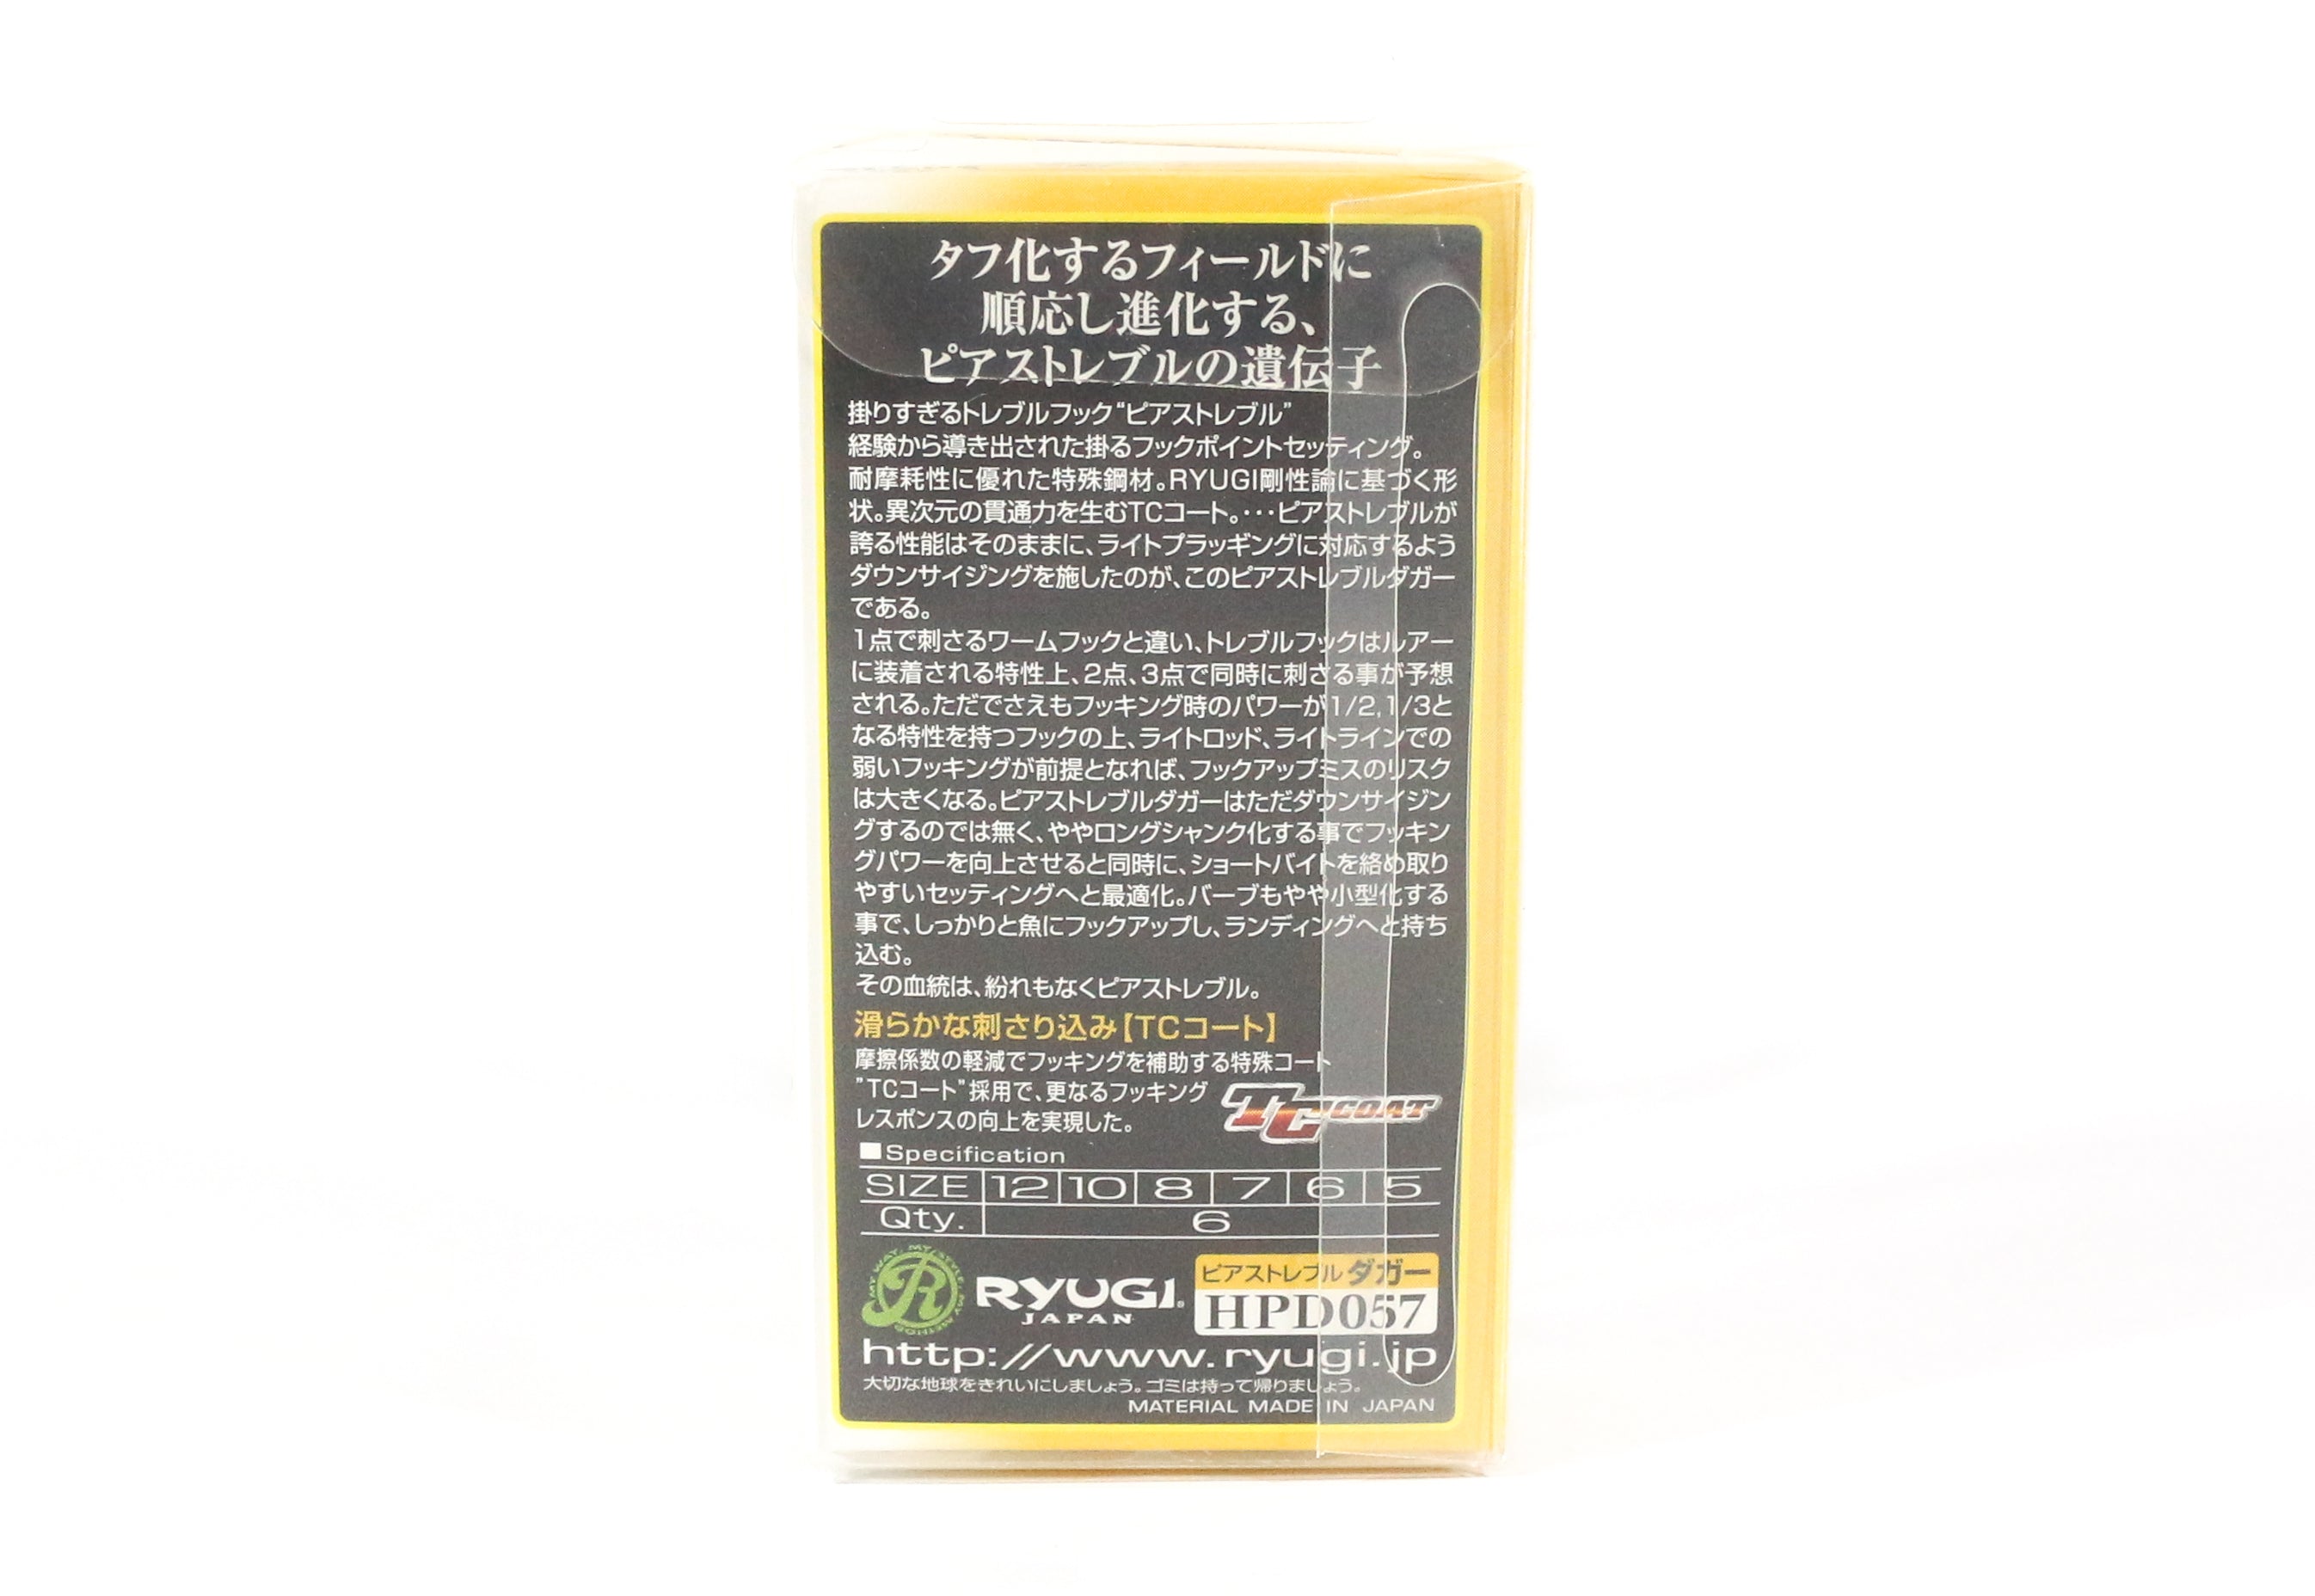 タフ化するフィールドに
順応し進化する、
ピアストレブルの遺伝子
掛りすぎるトレブルフック“ピアストレブル”
経験から導き出された掛るフックポイントセッティング。
耐摩耗性に優れた特殊鋼材。RYUGI剛性論に基づく形
状。異次元の貫通力を生むTCコート。･･･ピアストレブルが
誇る性能はそのままに、ライトプラッギングに対応するよう
ダウンサイジングを施したのが、このピアストレブルダガー
である。
1点で刺さるワームフックと違い、トレブルフックはルアー
に装着される特性上、2点、3点で同時に刺さる事が予想
される。ただでさえもフッキング時のパワーが1/2,1/3と
なる特性を持つフックの上、ライトロッド、ライトラインでの
弱いフッキングが前提となれば、フックアップミスのリスク
は大きくなる。ピアストレブルダガーはただダウンサイジン
グするのでは無く、ややロングシャンク化する事でフッキン
グパワーを向上させると同時に、ショートバイトを絡め取り
やすいセッティングへと最適化。バーブもやや小型化する
事で、しっかりと魚にフックアップし、ランディングへと持ち
込む。
その血統は、紛れもなくピアストレブル。
滑らかな刺さり込み【TCコート】
摩擦係数の軽減でフッキングを補助する特殊コート
”TCコート”採用で、更なるフッキング
レスポンスの向上を実現した。
TC COAT
■Specification
SIZE 12 10 8 7 6 5
Qty. 6
MY WAY, MY STYLE, MY METHOD
R
RYUGI®
JAPAN
ピアストレブル ダガー
HPD057
http://www.ryugi.jp
大切な地球をきれいにしましょう。ゴミは持って帰りましょう。
MATERIAL MADE IN JAPAN